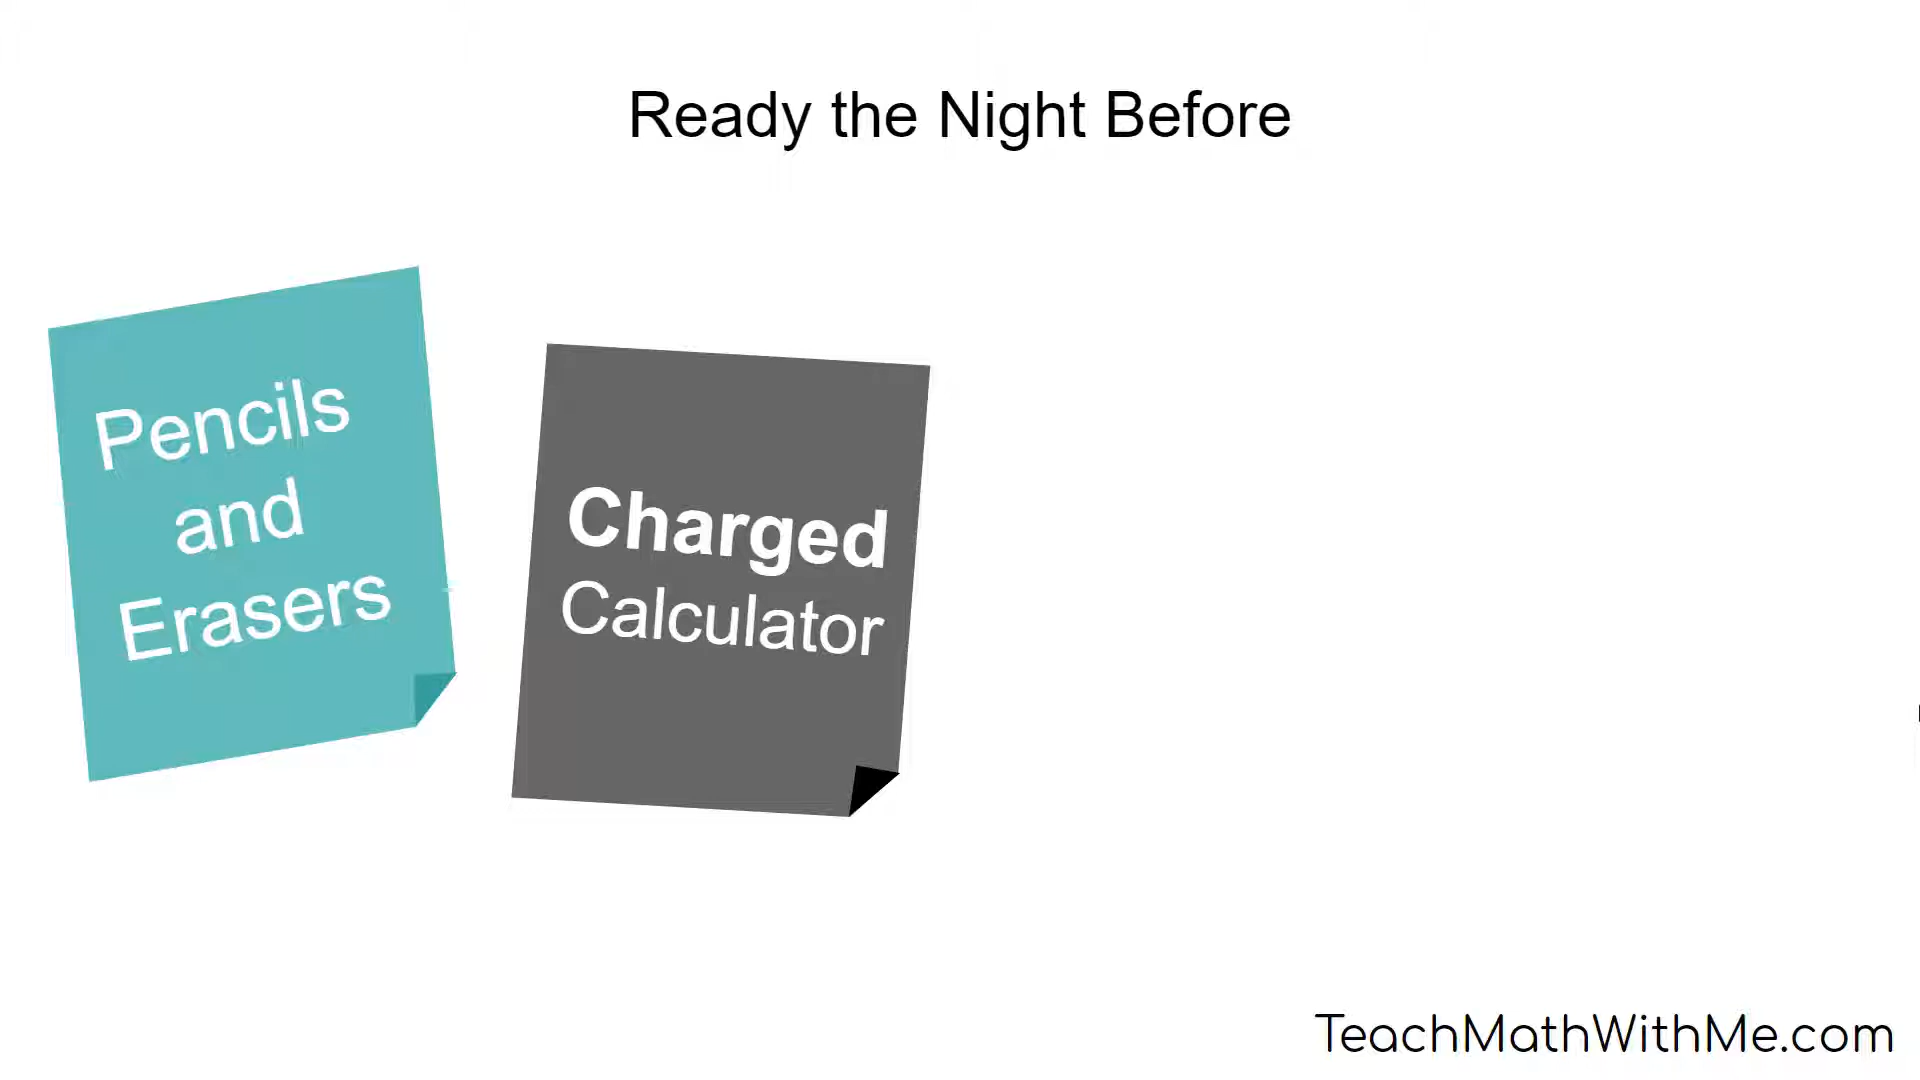 Ready the Night Before
Pencils
and
Erasers
Charged
Calculator
TeachMathWithMe.com